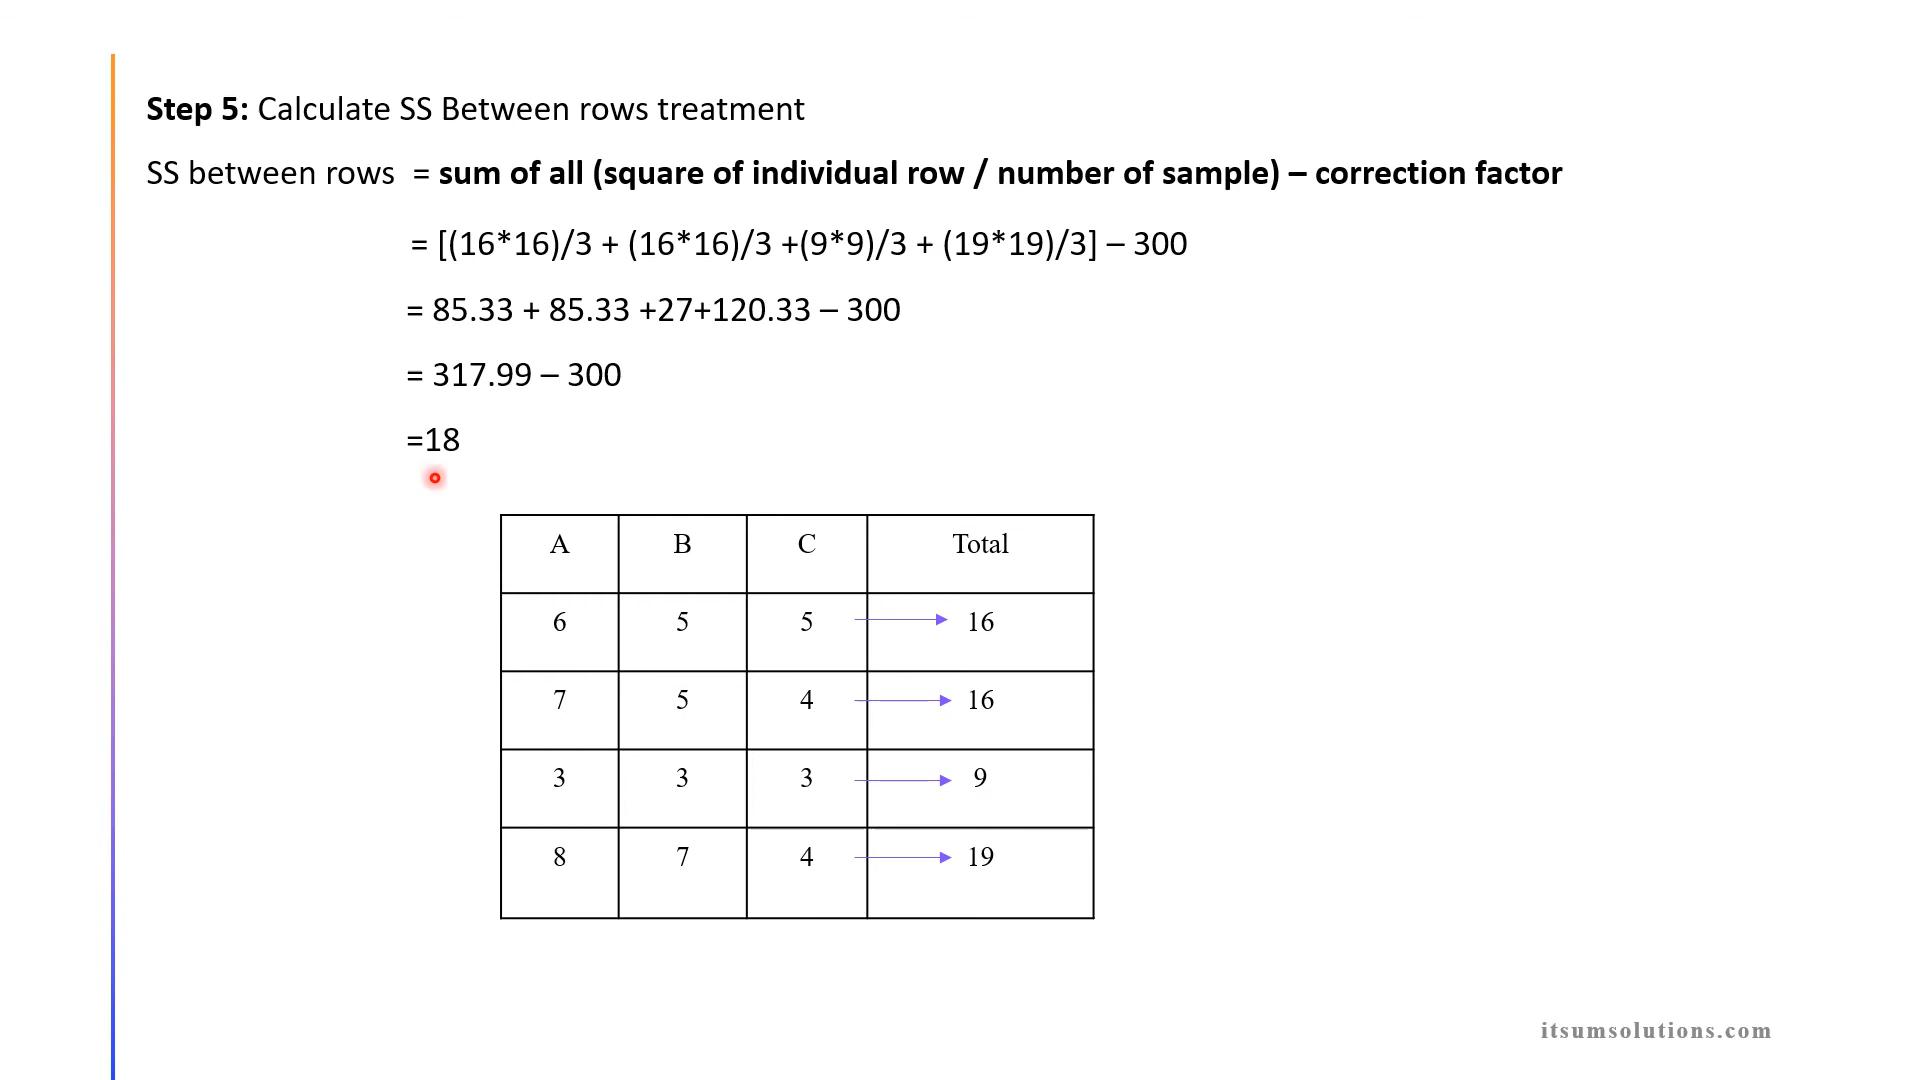 Step 5: Calculate SS Between rows treatment
SS between rows = sum of all (square of individual row / number of sample) – correction factor
= [(16*16)/3 + (16*16)/3 +(9*9)/3 + (19*19)/3] – 300
= 85.33 + 85.33 +27+120.33 – 300
= 317.99 – 300
=18
A B C Total
6 5 5 16
7 5 4 16
3 3 3 9
8 7 4 19
itsumsolutions.com